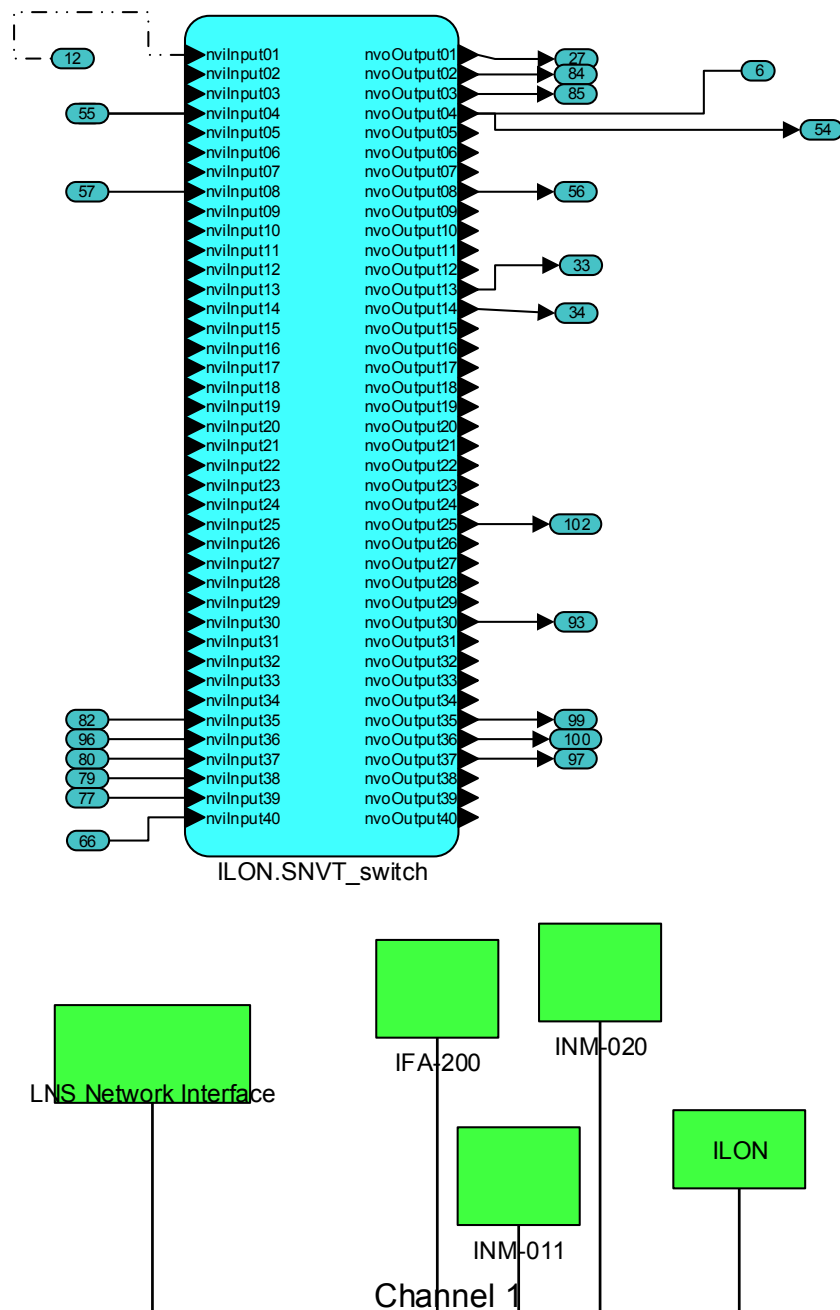 12 nviInput01 nvoOutput01 27
nviInput02 nvoOutput02 84 6
nviInput03 nvoOutput03 85
55 nviInput04 nvoOutput04
nviInput05 nvoOutput05 54
nviInput06 nvoOutput06
nviInput07 nvoOutput07
57 nviInput08 nvoOutput08 56
nviInput09 nvoOutput09
nviInput10 nvoOutput10
nviInput11 nvoOutput11
nviInput12 nvoOutput12 33
nviInput13 nvoOutput13
nviInput14 nvoOutput14 34
nviInput15 nvoOutput15
nviInput16 nvoOutput16
nviInput17 nvoOutput17
nviInput18 nvoOutput18
nviInput19 nvoOutput19
nviInput20 nvoOutput20
nviInput21 nvoOutput21
nviInput22 nvoOutput22
nviInput23 nvoOutput23
nviInput24 nvoOutput24
nviInput25 nvoOutput25 102
nviInput26 nvoOutput26
nviInput27 nvoOutput27
nviInput28 nvoOutput28
nviInput29 nvoOutput29
nviInput30 nvoOutput30 93
nviInput31 nvoOutput31
nviInput32 nvoOutput32
nviInput33 nvoOutput33
nviInput34 nvoOutput34
82 nviInput35 nvoOutput35 99
96 nviInput36 nvoOutput36 100
80 nviInput37 nvoOutput37 97
79 nviInput38 nvoOutput38
77 nviInput39 nvoOutput39
nviInput40 nvoOutput40
66
ILON.SNVT_switch
INM-020
IFA-200
LNS Network Interface
ILON
INM-011
Channel 1